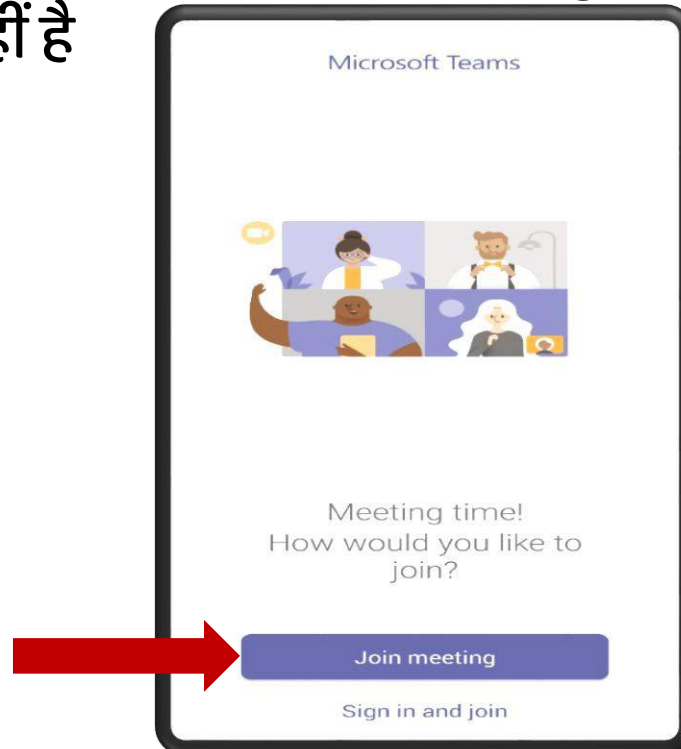 है
Microsoft Teams
Meeting time!
How would you like to
join?
Join meeting
Sign in and join